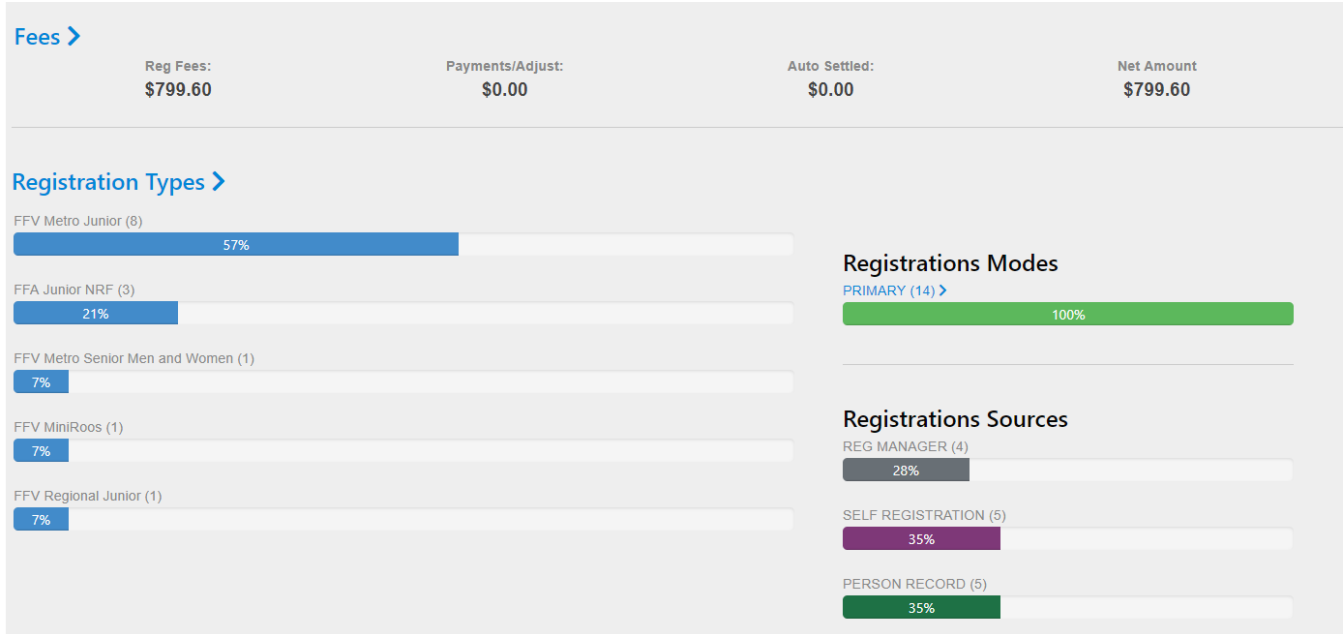 Fees
Reg Fees: Payments/Adjust: Auto Settled: Net Amount
$799.60 $0.00 $0.00 $799.60
Registration Types
FFV Metro Junior (8)
57%
FFA Junior NRF (3)
21%
FFV Metro Senior Men and Women (1)
7%
FFV MiniRoos (1)
7%
FFV Regional Junior (1)
7%
Registrations Modes
PRIMARY (14)
100%
Registrations Sources
REG MANAGER (4)
28%
SELF REGISTRATION (5)
35%
PERSON RECORD (5)
35%